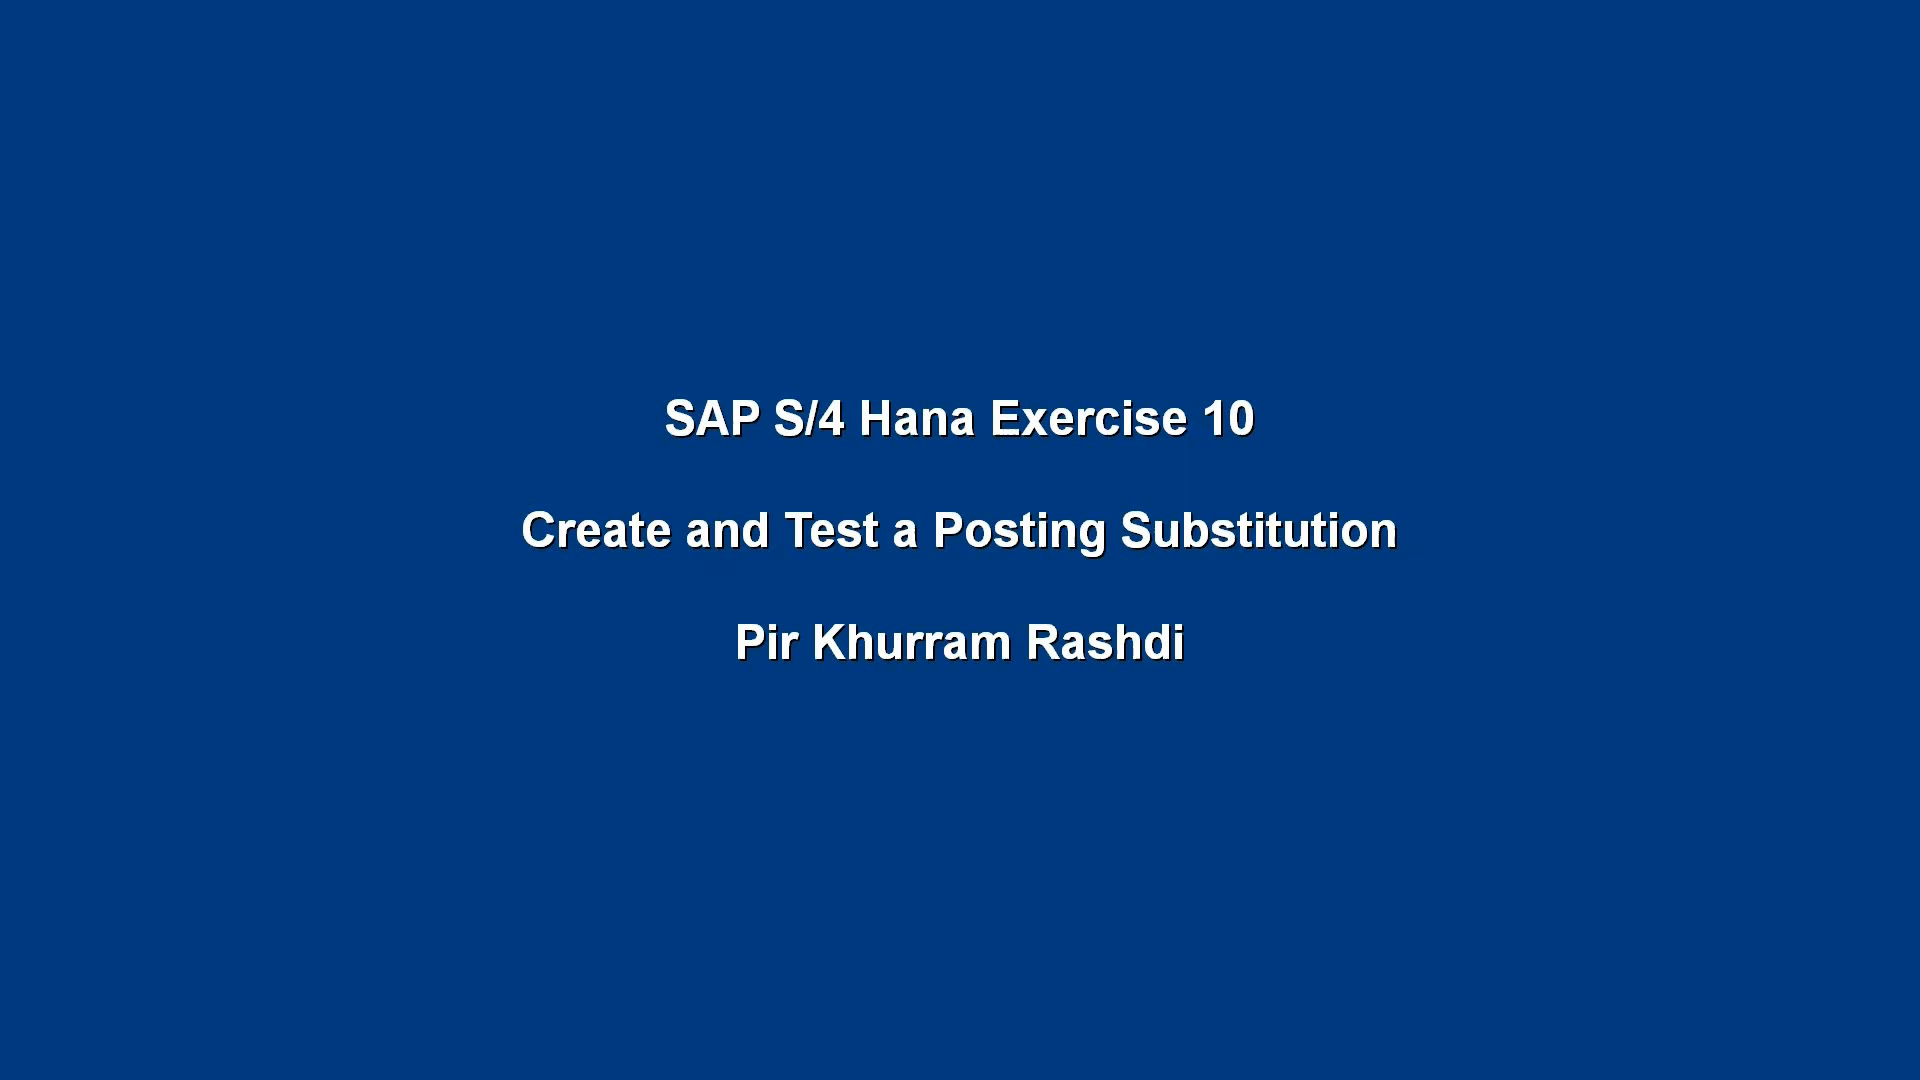 SAP S/4 Hana Exercise 10
Create and Test a Posting Substitution
Pir Khurram Rashdi